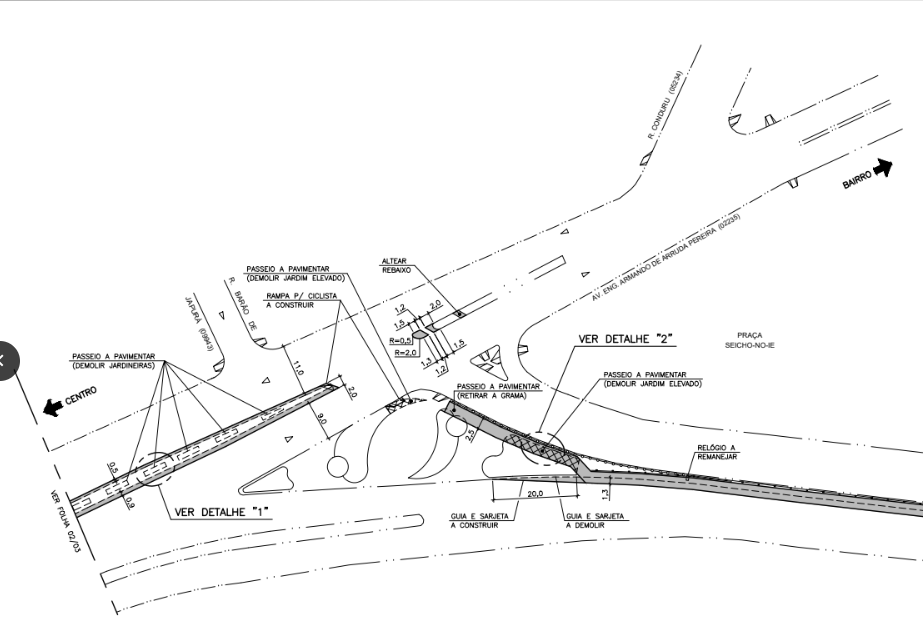 R. CONDURU (05234)
BAIRRO
AV. ENG. ARMANDO DE ARRUDA PEREIRA (02235)
ALTEAR
REBAIXO
PASSEIO A PAVIMENTAR
(DEMOLIR JARDIM ELEVADO)
RAMPA P/ CICLISTA
A CONSTRUIR
R. BARÃO DE
JAPURÁ (09943)
1,2
2,0
1,5
R=0,5
R=2,0
1,3
1,2
1,5
VER DETALHE "2"
PRAÇA
SEICHO-NO-IE
PASSEIO A PAVIMENTAR
(DEMOLIR JARDINEIRAS)
11,0
2,0
9,0
CENTRO
PASSEIO A PAVIMENTAR
(RETIRAR A GRAMA)
PASSEIO A PAVIMENTAR
(DEMOLIR JARDIM ELEVADO)
2,5
RELÓGIO A
REMANEJAR
0,5
0,9
VER FOLHA 02/03
VER DETALHE "1"
20,0
1,3
GUIA E SARJETA
A CONSTRUIR
GUIA E SARJETA
A DEMOLIR